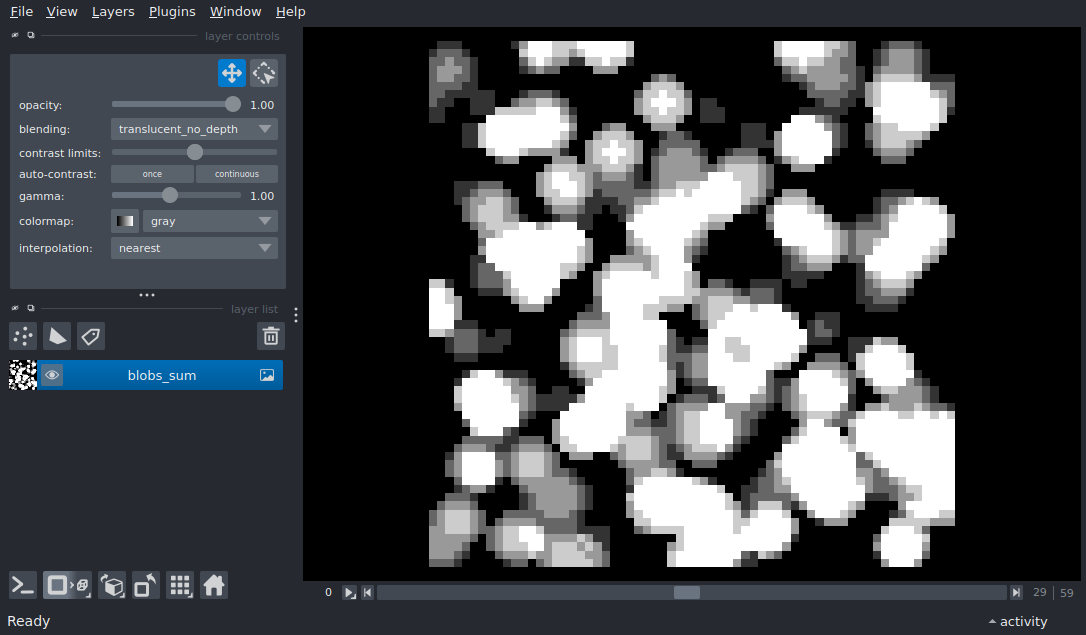 File View Layers Plugins Window Help
layer controls
opacity: 1.00
blending: translucent_no_depth
contrast limits:
auto-contrast: once continuous
gamma: 1.00
colormap: gray
interpolation: nearest
layer list
blobs_sum
0 29 | 59
Ready activity